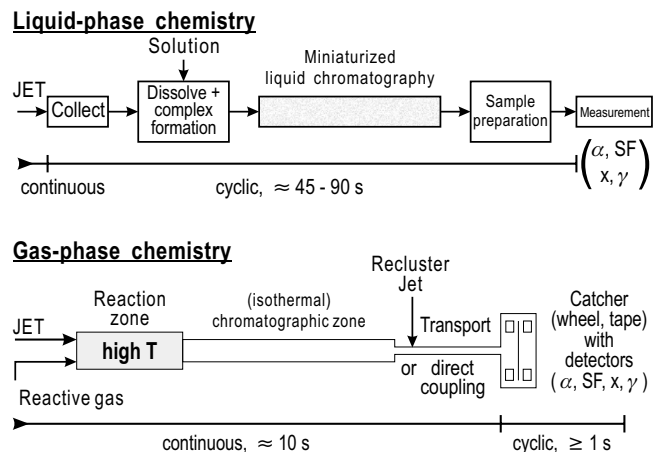 Liquid-phase chemistry
Solution
JET
Collect
Dissolve +
complex
formation
Miniaturized
liquid chromatography
Sample
preparation
Measurement
(α, SF
x, γ)
continuous
cyclic, ≈ 45 - 90 s
Gas-phase chemistry
JET
Reactive gas
Reaction
zone
high T
(isothermal)
chromatographic zone
Recluster
Jet
Transport
or direct
coupling
Catcher
(wheel, tape)
with
detectors
(α, SF, x, γ)
continuous, ≈ 10 s
cyclic, ≥ 1 s